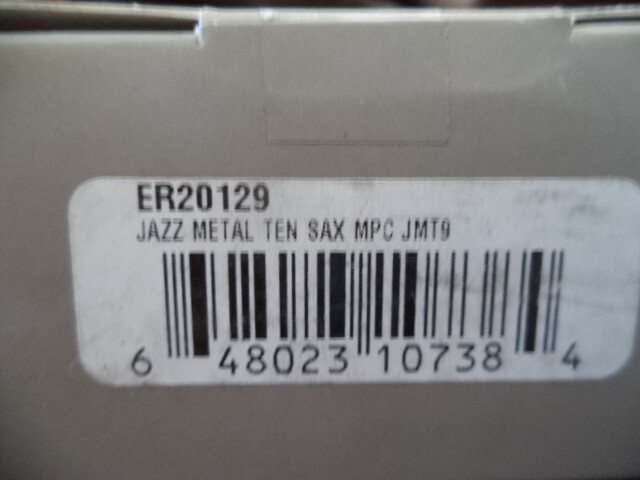 ER20129
JAZZ METAL TEN SAX MPC JMT9
6 48023 10738 4